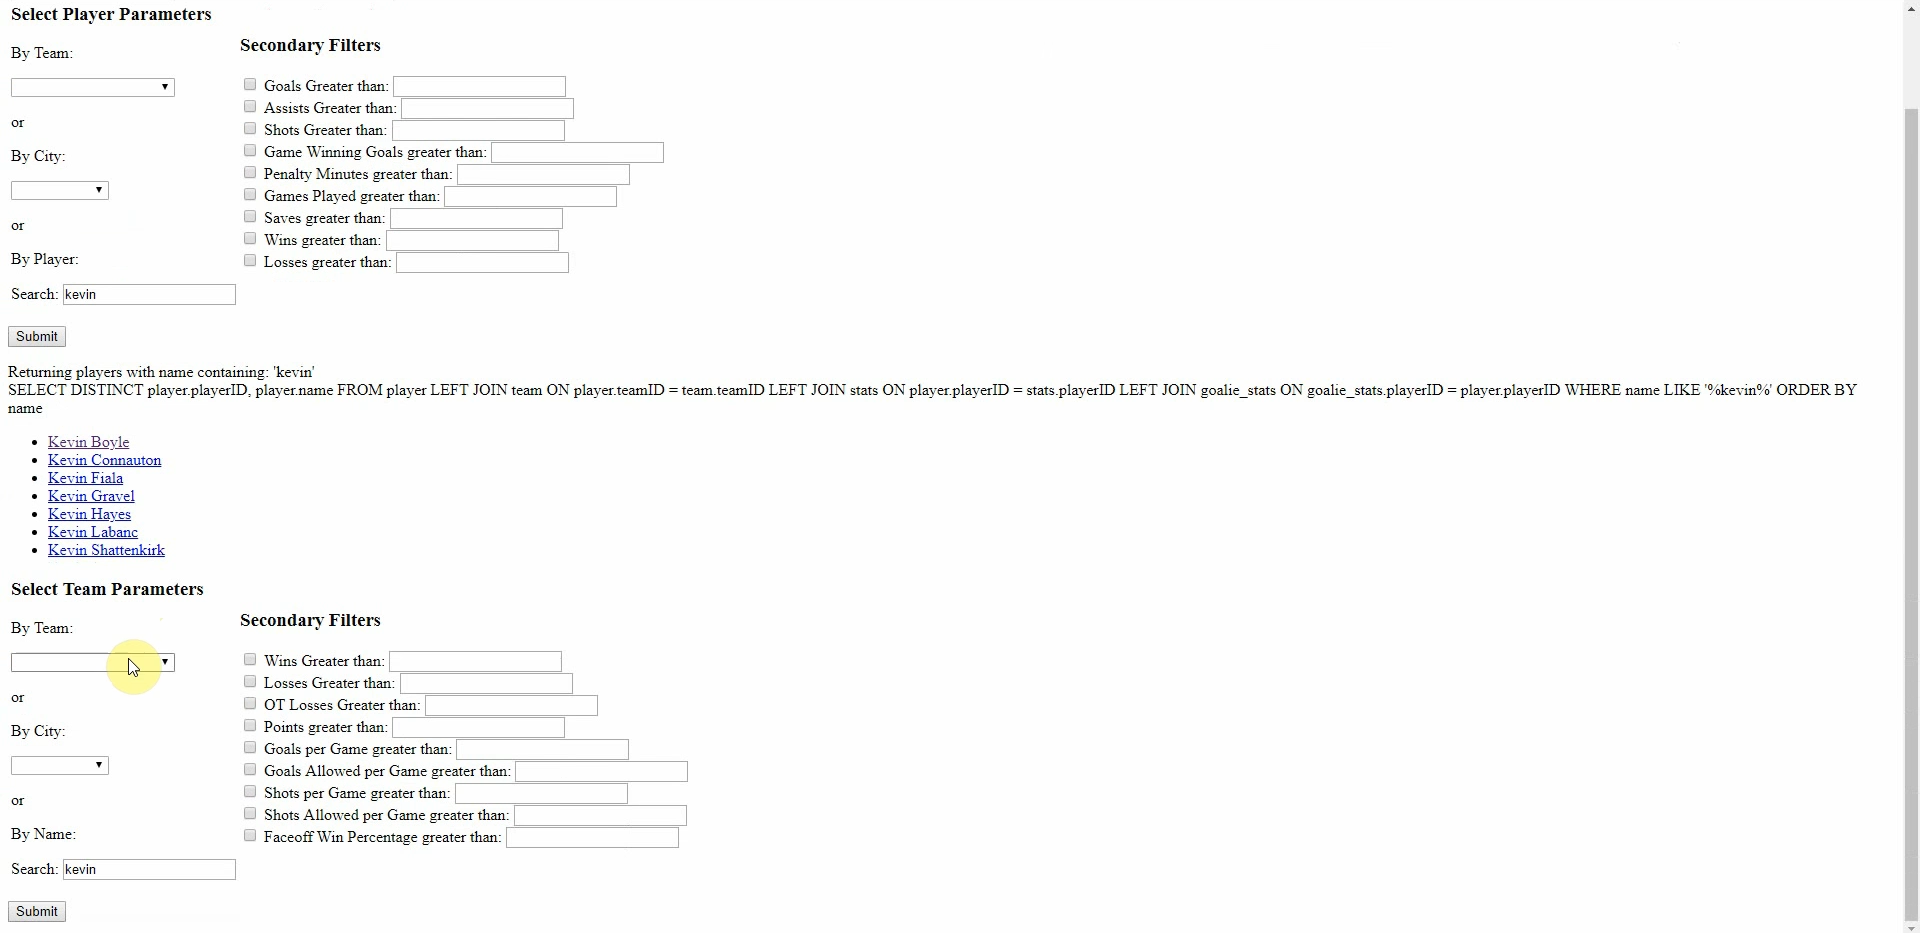 Select Player Parameters
By Team:
or
By City:
or
By Player:
Search: kevin
Secondary Filters
Goals Greater than:
Assists Greater than:
Shots Greater than:
Game Winning Goals greater than:
Penalty Minutes greater than:
Games Played greater than:
Saves greater than:
Wins greater than:
Losses greater than:
Submit
Returning players with name containing: 'kevin'
SELECT DISTINCT player.playerID, player.name FROM player LEFT JOIN team ON player.teamID = team.teamID LEFT JOIN stats ON player.playerID = stats.playerID LEFT JOIN goalie_stats ON goalie_stats.playerID = player.playerID WHERE name LIKE '%kevin%' ORDER BY
name
Kevin Boyle
Kevin Connauton
Kevin Fiala
Kevin Gravel
Kevin Hayes
Kevin Labanc
Kevin Shattenkirk
Select Team Parameters
By Team:
or
By City:
or
By Name:
Search: kevin
Secondary Filters
Wins Greater than:
Losses Greater than:
OT Losses Greater than:
Points greater than:
Goals per Game greater than:
Goals Allowed per Game greater than:
Shots per Game greater than:
Shots Allowed per Game greater than:
Faceoff Win Percentage greater than:
Submit